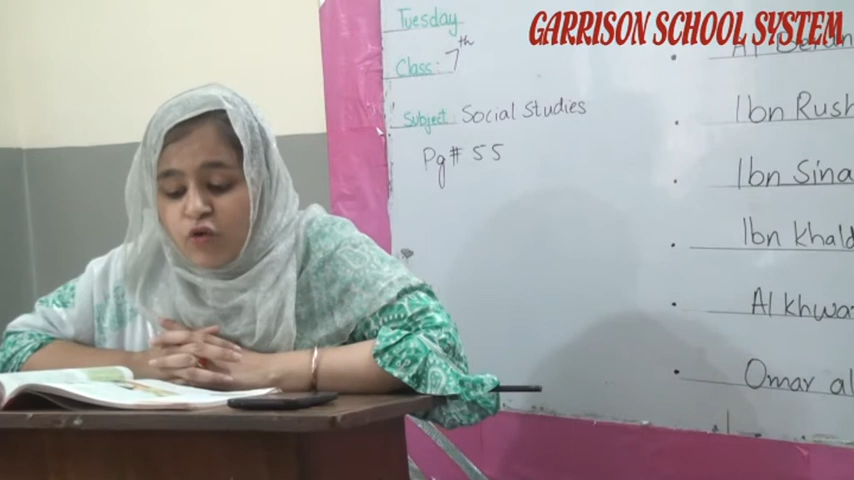 GARRISON SCHOOL SYSTEM
Tuesday
Class: 7th
Subject: Social Studies
Pg# 55
Ibn Rush
Ibn Sina
Ibn Khald
Al khwa
Omar al